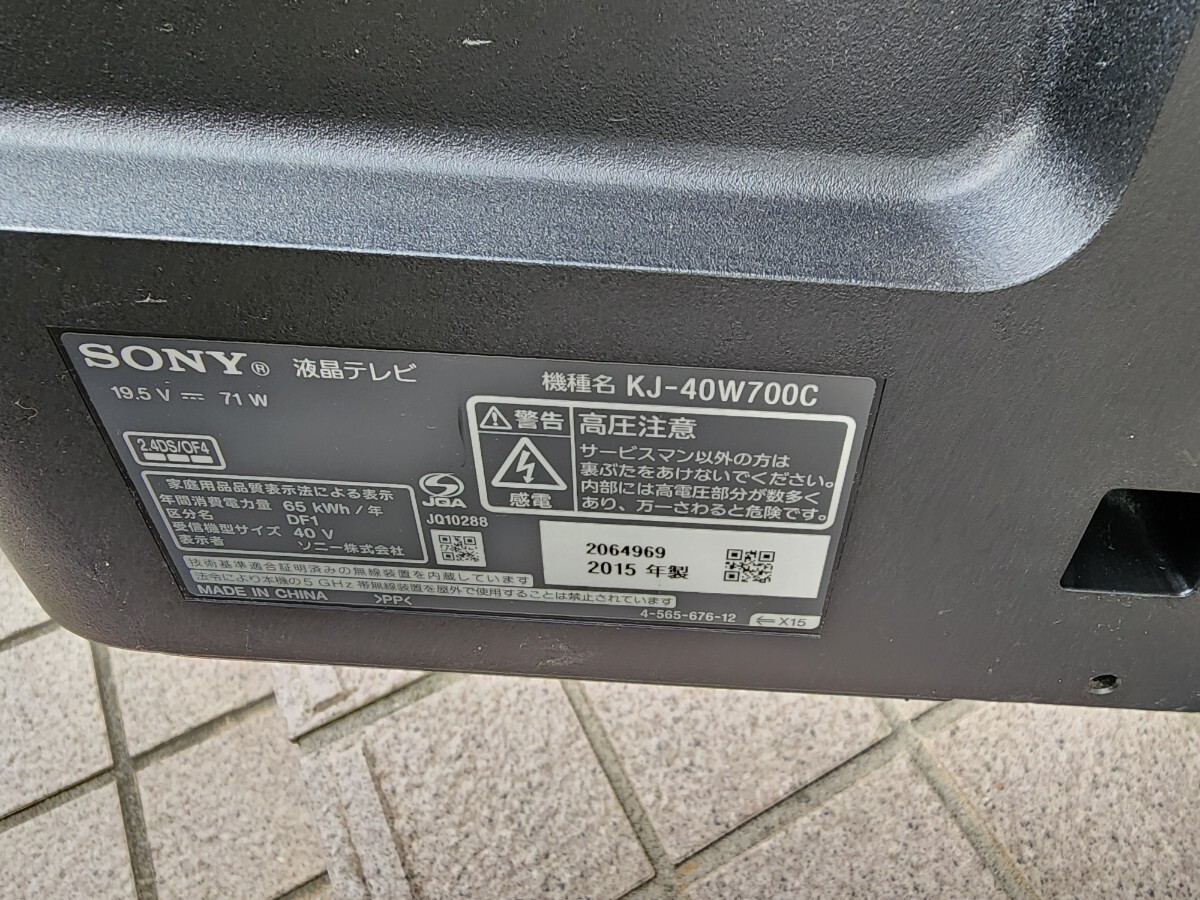 SONY® 液晶テレビ
機種名 KJ-40W700C
19.5 V ⎓ 71 W
2.4DS/OF4
警告 高圧注意
感電
サービスマン以外の方は
裏ぶたをあけないでください。
内部には高電圧部分が数多く
あり、万一さわると危険です。
家庭用品品質表示法による表示
年間消費電力量 65 kWh / 年
区分名 DF1
受信機型サイズ 40 V
表示者 ソニー株式会社
JQA
JQ10288
2064969
2015 年製
技術基準適合証明済みの無線装置を内蔵しています
法令により本機の5 GHz 帯無線装置を屋外で使用することは禁止されています
MADE IN CHINA >PP<
4-565-676-12 ⇐ X15